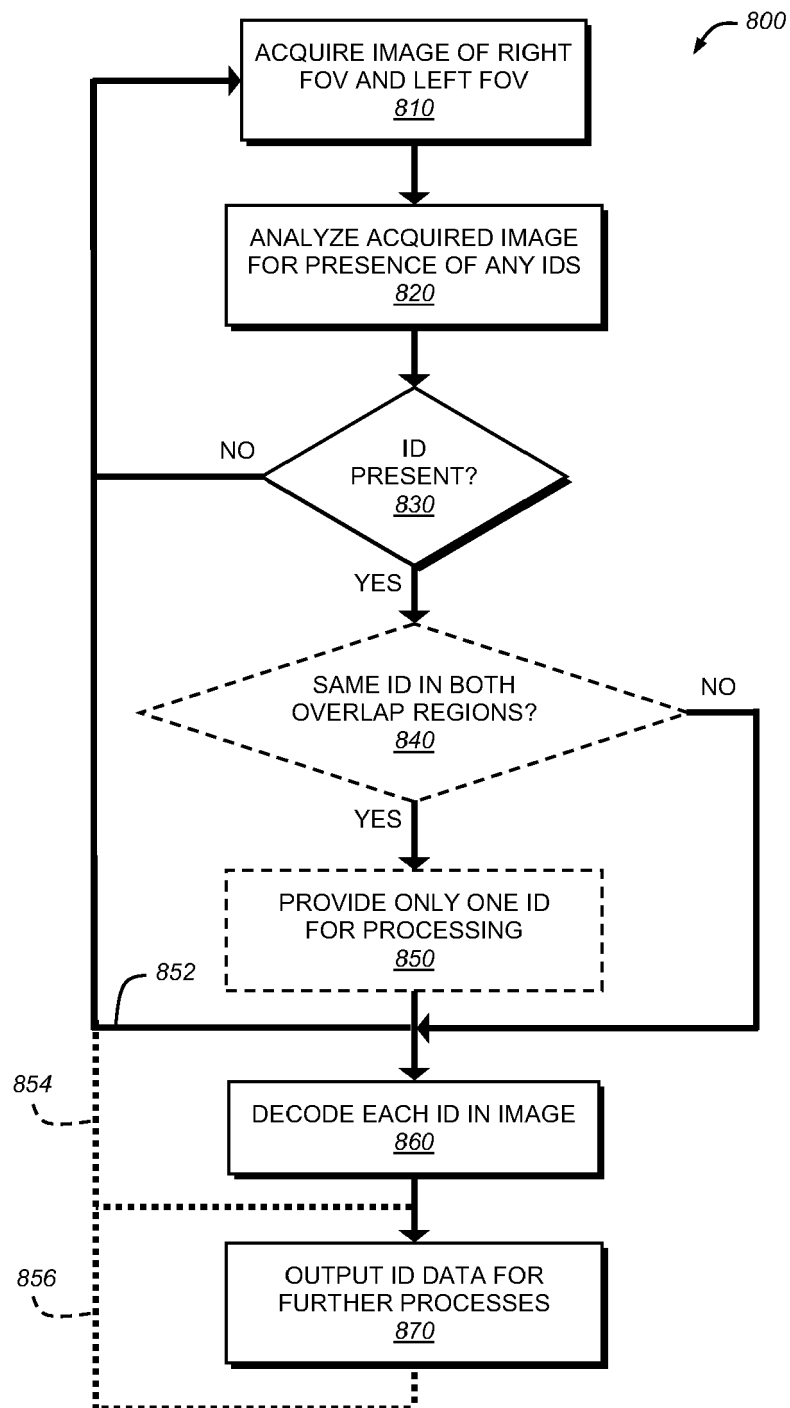 800
ACQUIRE IMAGE OF RIGHT
FOV AND LEFT FOV
810
ANALYZE ACQUIRED IMAGE
FOR PRESENCE OF ANY IDS
820
NO
ID
PRESENT?
830
YES
SAME ID IN BOTH
OVERLAP REGIONS?
840
NO
YES
PROVIDE ONLY ONE ID
FOR PROCESSING
850
852
854
DECODE EACH ID IN IMAGE
860
856
OUTPUT ID DATA FOR
FURTHER PROCESSES
870